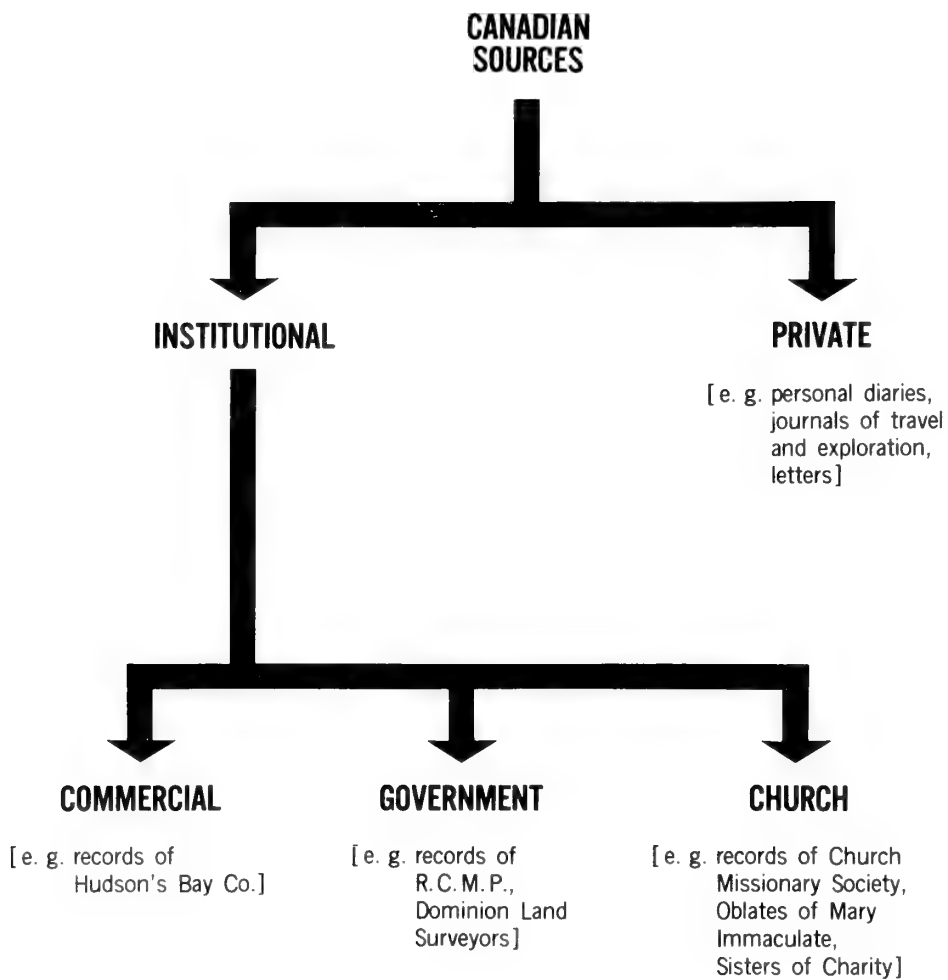 CANADIAN
SOURCES
INSTITUTIONAL
PRIVATE
[e. g. personal diaries,
journals of travel
and exploration,
letters]
COMMERCIAL
[e. g. records of
Hudson's Bay Co.]
GOVERNMENT
[e. g. records of
R.C.M.P.,
Dominion Land
Surveyors]
CHURCH
[e. g. records of Church
Missionary Society,
Oblates of Mary
Immaculate,
Sisters of Charity]